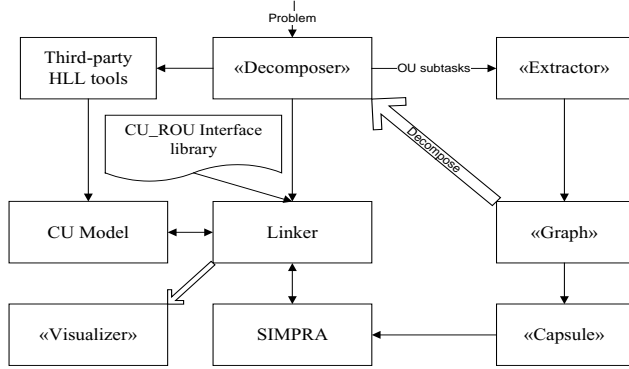 Problem
Third-party
HLL tools
«Decomposer»
OU subtasks
«Extractor»
CU_ROU Interface
library
Decompose
CU Model
Linker
«Graph»
«Visualizer»
SIMPRA
«Capsule»